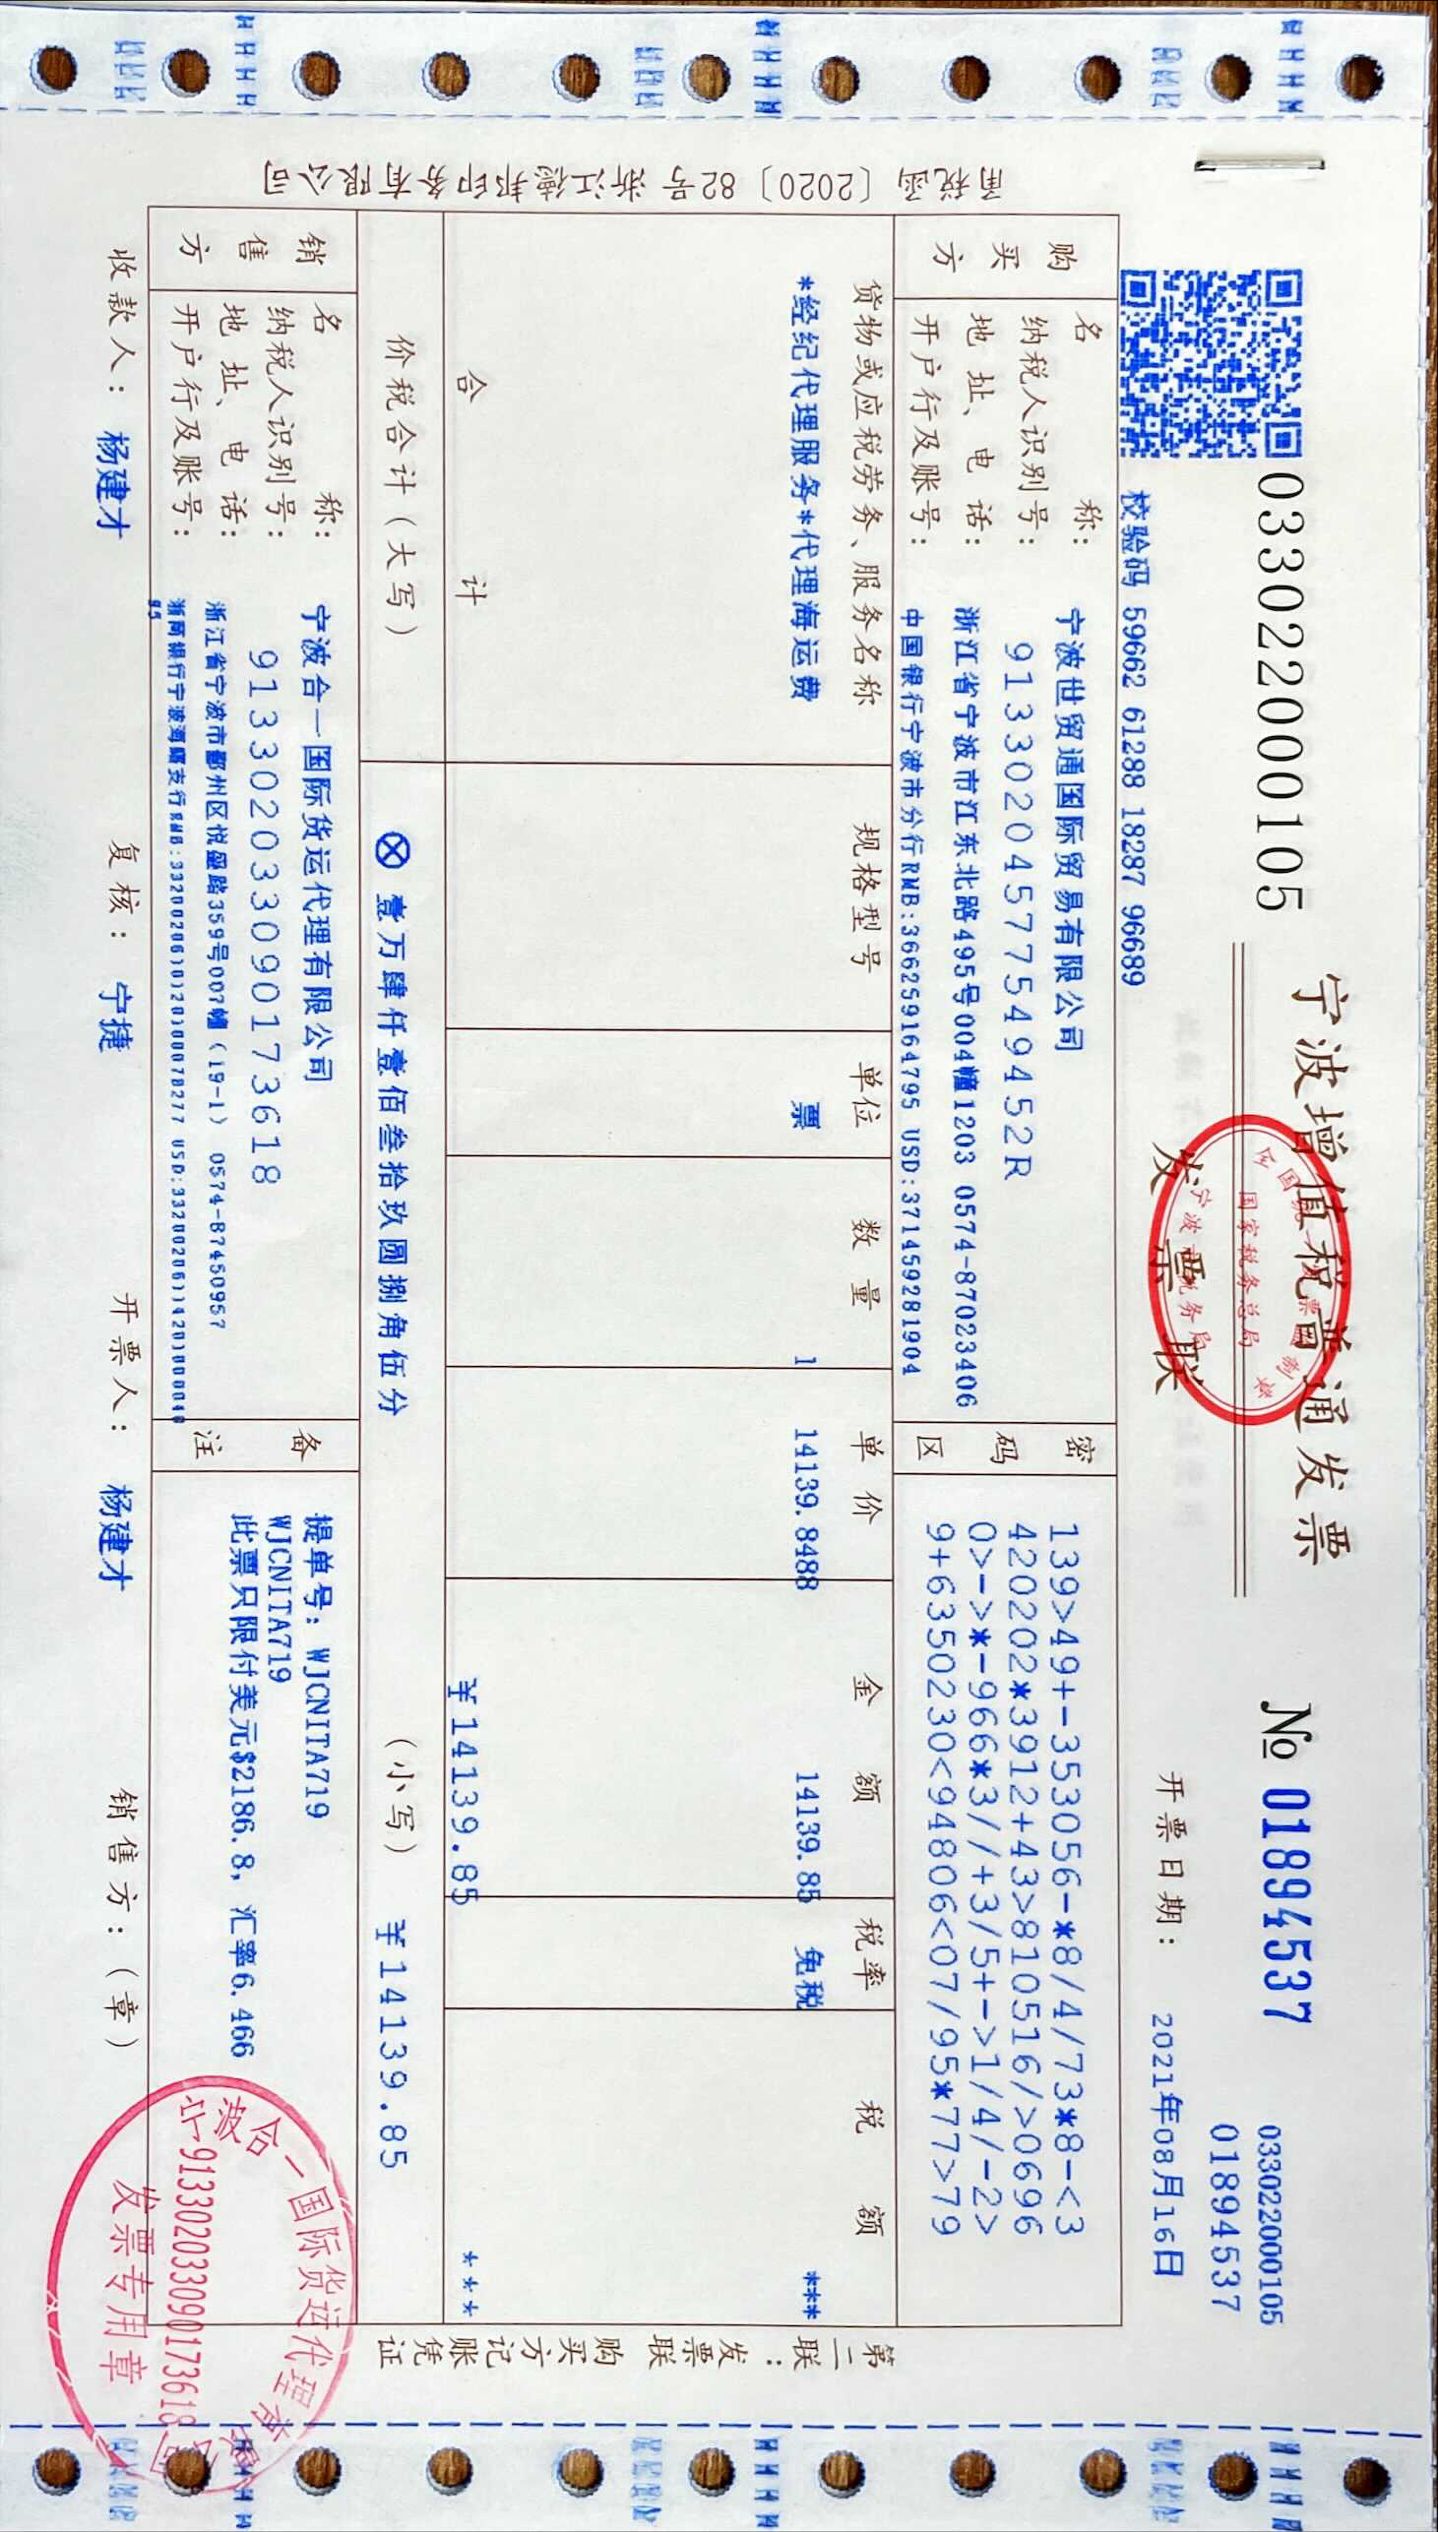 宁波增值税普通发票
033022000105
№ 01894537
033022000105
01894537
全国统一发票监制章
国家税务总局
宁波市税务局
发票联
开票日期： 2021年08月16日
校验码 59662 61288 18287 96689
购买方
名称： 宁波世贸通国际贸易有限公司
纳税人识别号： 91330204577549452R
地址、电话： 浙江省宁波市江东北路495号004幢1203 0574-87023406
开户行及账号： 中国银行宁波市分行RMB:366259164795 USD:371459281904
密码区
139>49+-353056-*8/4/73*8-<3
420202*3912+43>810516/>0696
0>->*-966*3//+3/5+->1/4/-2>
9+6350230<94806<07/95*77>79
货物或应税劳务、服务名称 规格型号 单位 数量 单价 金额 税率 税额
*经纪代理服务*代理海运费 票 1 14139.8488 14139.85 免税 ***
合计 ¥14139.85 ***
价税合计（大写） ⊗ 壹万肆仟壹佰叁拾玖圆捌角伍分 （小写） ¥14139.85
销售方
名称： 宁波合一国际货运代理有限公司
纳税人识别号： 913302033090173618
地址、电话： 浙江省宁波市鄞州区悦盛路359号007幢（19-1） 0574-87450957
开户行及账号： 浙商银行宁波海曙支行RMB:
备注
提单号：WJCNITA719
WJCNITA719
此票只限付美元$2186.8，汇率6.466
收款人： 杨建才 复核： 宁捷 开票人： 杨建才 销售方：（章）
宁波合一国际货运代理有限公司
913302033090173618
发票专用章
甬税函〔2020〕82号 浙江德邦印务有限公司
第二联：发票联 购买方记账凭证